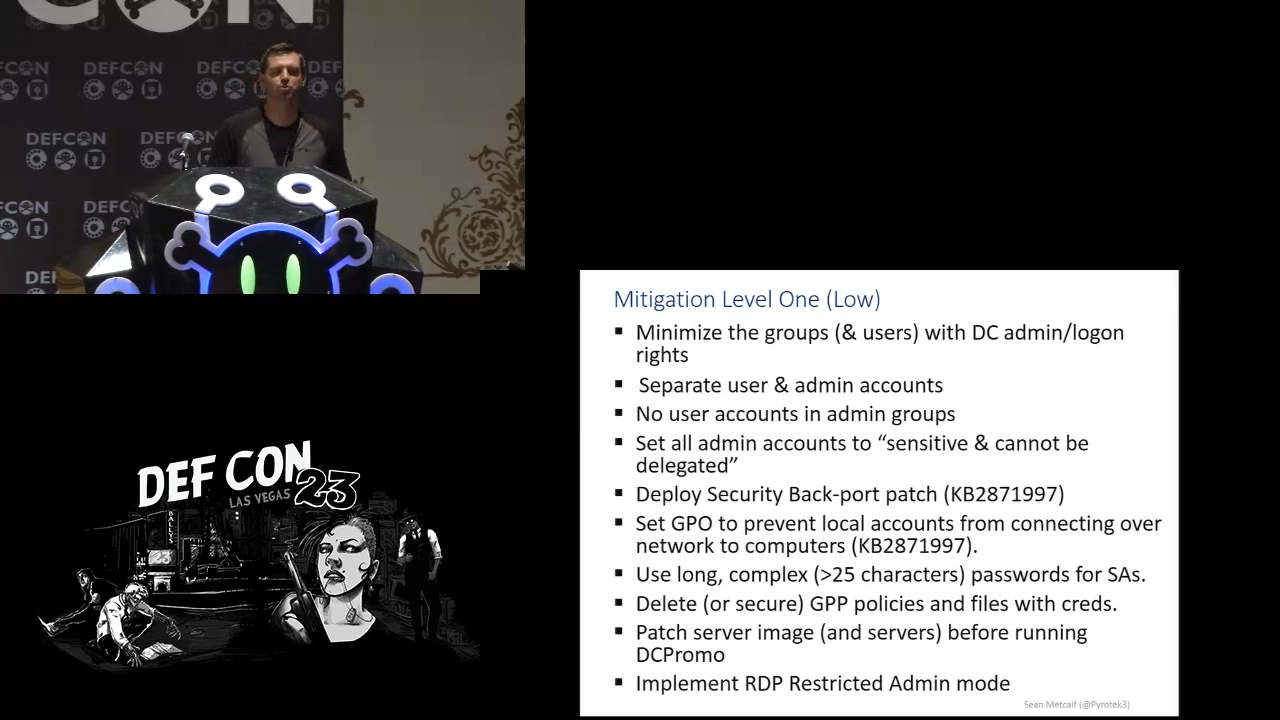 CON
DEFCON
DEFCON
DEFCON
DEF
DEFCON
DEFCON
DEFCON
DEFCON
DEF
DEF CON
LAS VEGAS 23
BALLYS
Mitigation Level One (Low)
▪ Minimize the groups (& users) with DC admin/logon
rights
▪ Separate user & admin accounts
▪ No user accounts in admin groups
▪ Set all admin accounts to “sensitive & cannot be
delegated”
▪ Deploy Security Back-port patch (KB2871997)
▪ Set GPO to prevent local accounts from connecting over
network to computers (KB2871997).
▪ Use long, complex (>25 characters) passwords for SAs.
▪ Delete (or secure) GPP policies and files with creds.
▪ Patch server image (and servers) before running
DCPromo
▪ Implement RDP Restricted Admin mode
Sean Metcalf (@Pyrotek3)